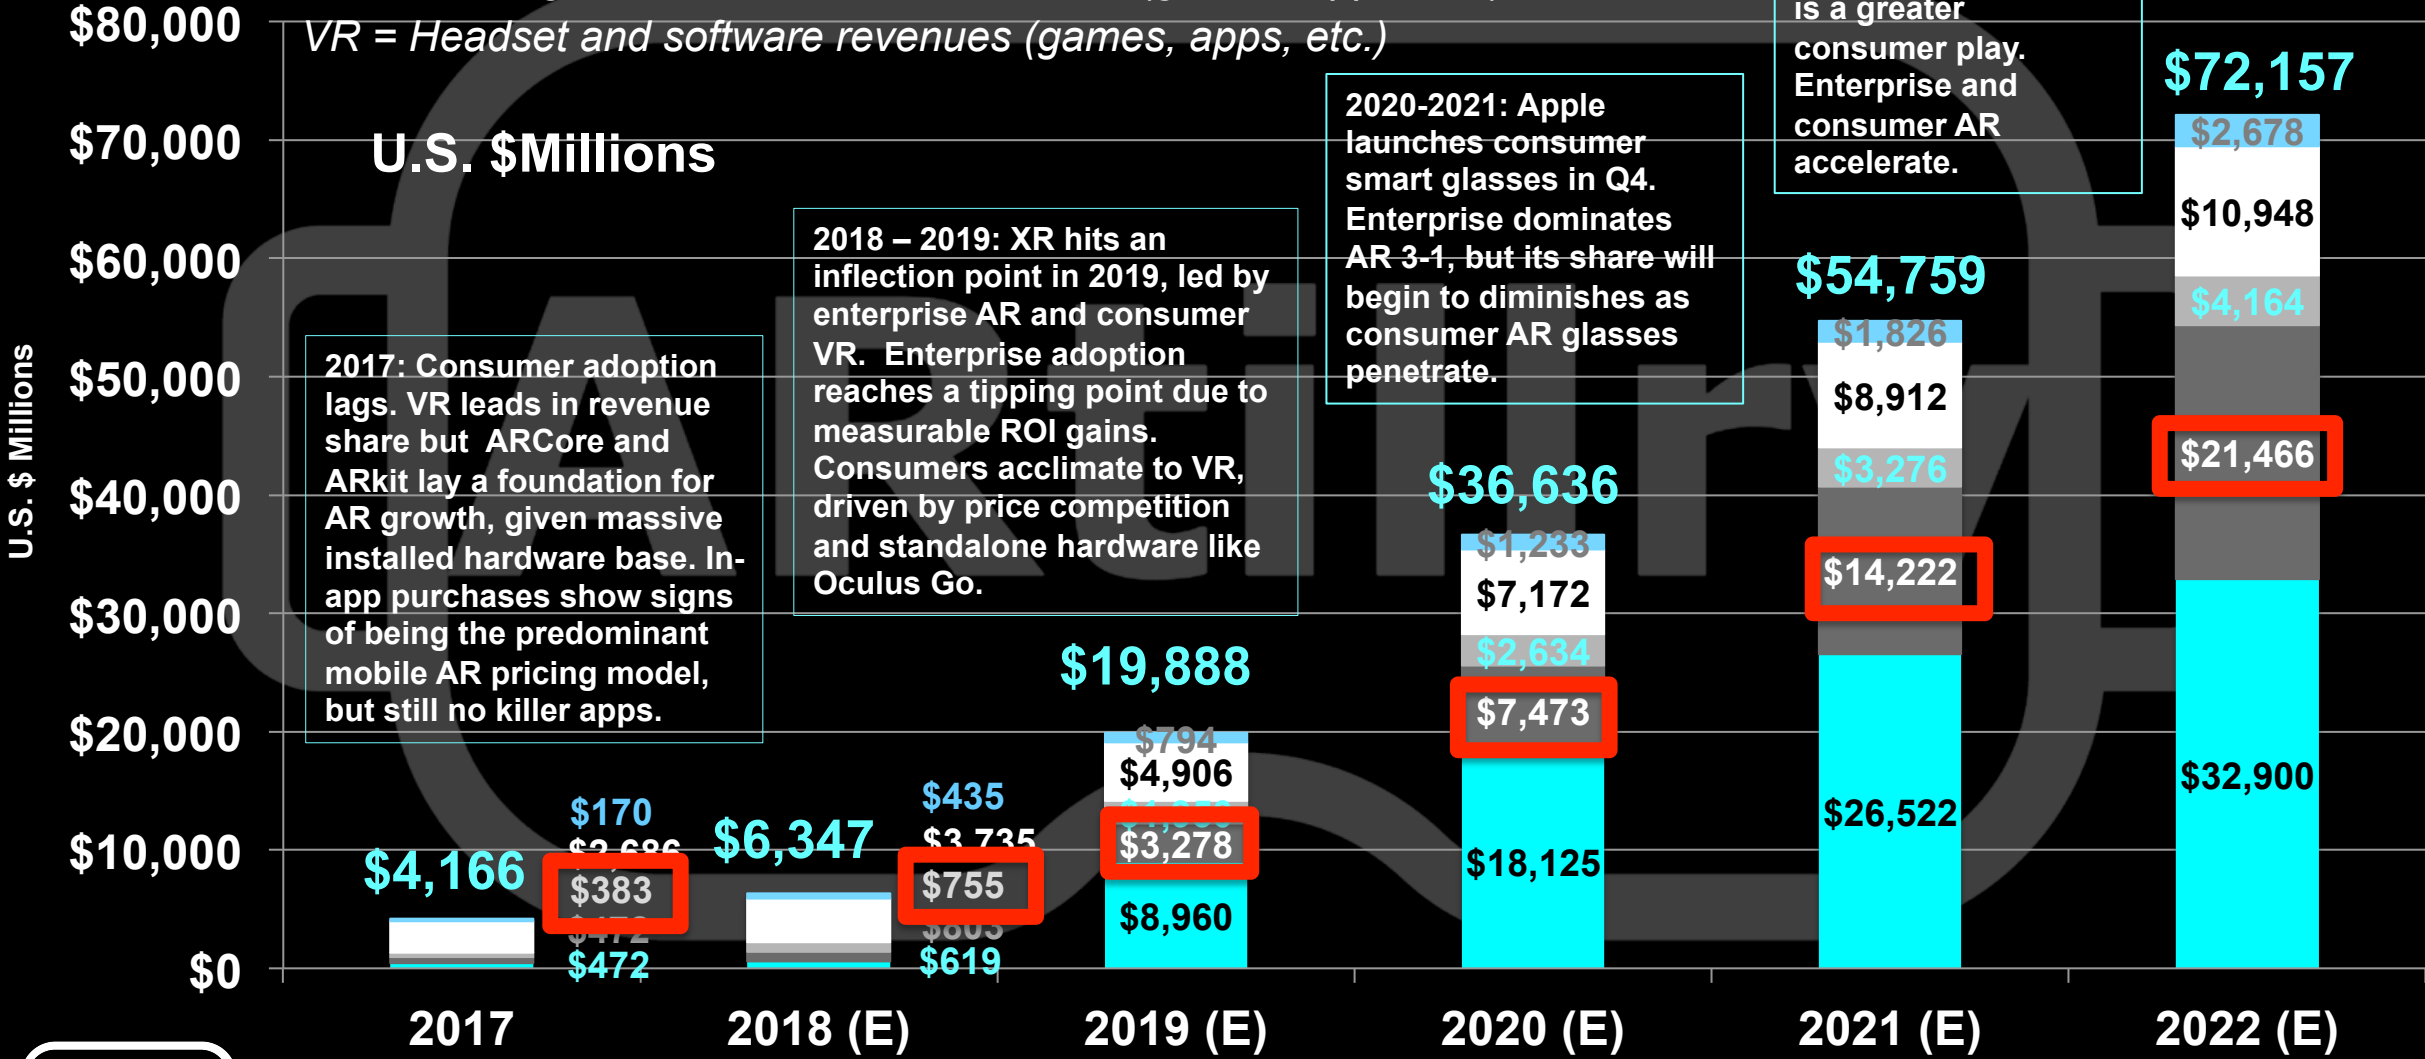 VR = Headset and software revenues (games, apps, etc.)
U.S. $Millions
U.S. $ Millions
$80,000
$70,000
$60,000
$50,000
$40,000
$30,000
$20,000
$10,000
$0
2017: Consumer adoption
lags. VR leads in revenue
share but  ARCore and
ARkit lay a foundation for
AR growth, given massive
installed hardware base. In-
app purchases show signs
of being the predominant
mobile AR pricing model,
but still no killer apps.
2018 – 2019: XR hits an
inflection point in 2019, led by
enterprise AR and consumer
VR.  Enterprise adoption
reaches a tipping point due to
measurable ROI gains.
Consumers acclimate to VR,
driven by price competition
and standalone hardware like
Oculus Go.
2020-2021: Apple
launches consumer
smart glasses in Q4.
Enterprise dominates
AR 3-1, but its share will
begin to diminishes as
consumer AR glasses
penetrate.
is a greater
consumer play.
Enterprise and
consumer AR
accelerate.
ARtillry
$4,166
$170
$2,686
$383
$472
$472
$6,347
$435
$3,735
$755
$803
$619
$19,888
$794
$4,906
$3,278
$8,960
$36,636
$1,233
$7,172
$2,634
$7,473
$18,125
$54,759
$1,826
$8,912
$3,276
$14,222
$26,522
$72,157
$2,678
$10,948
$4,164
$21,466
$32,900
2017
2018 (E)
2019 (E)
2020 (E)
2021 (E)
2022 (E)